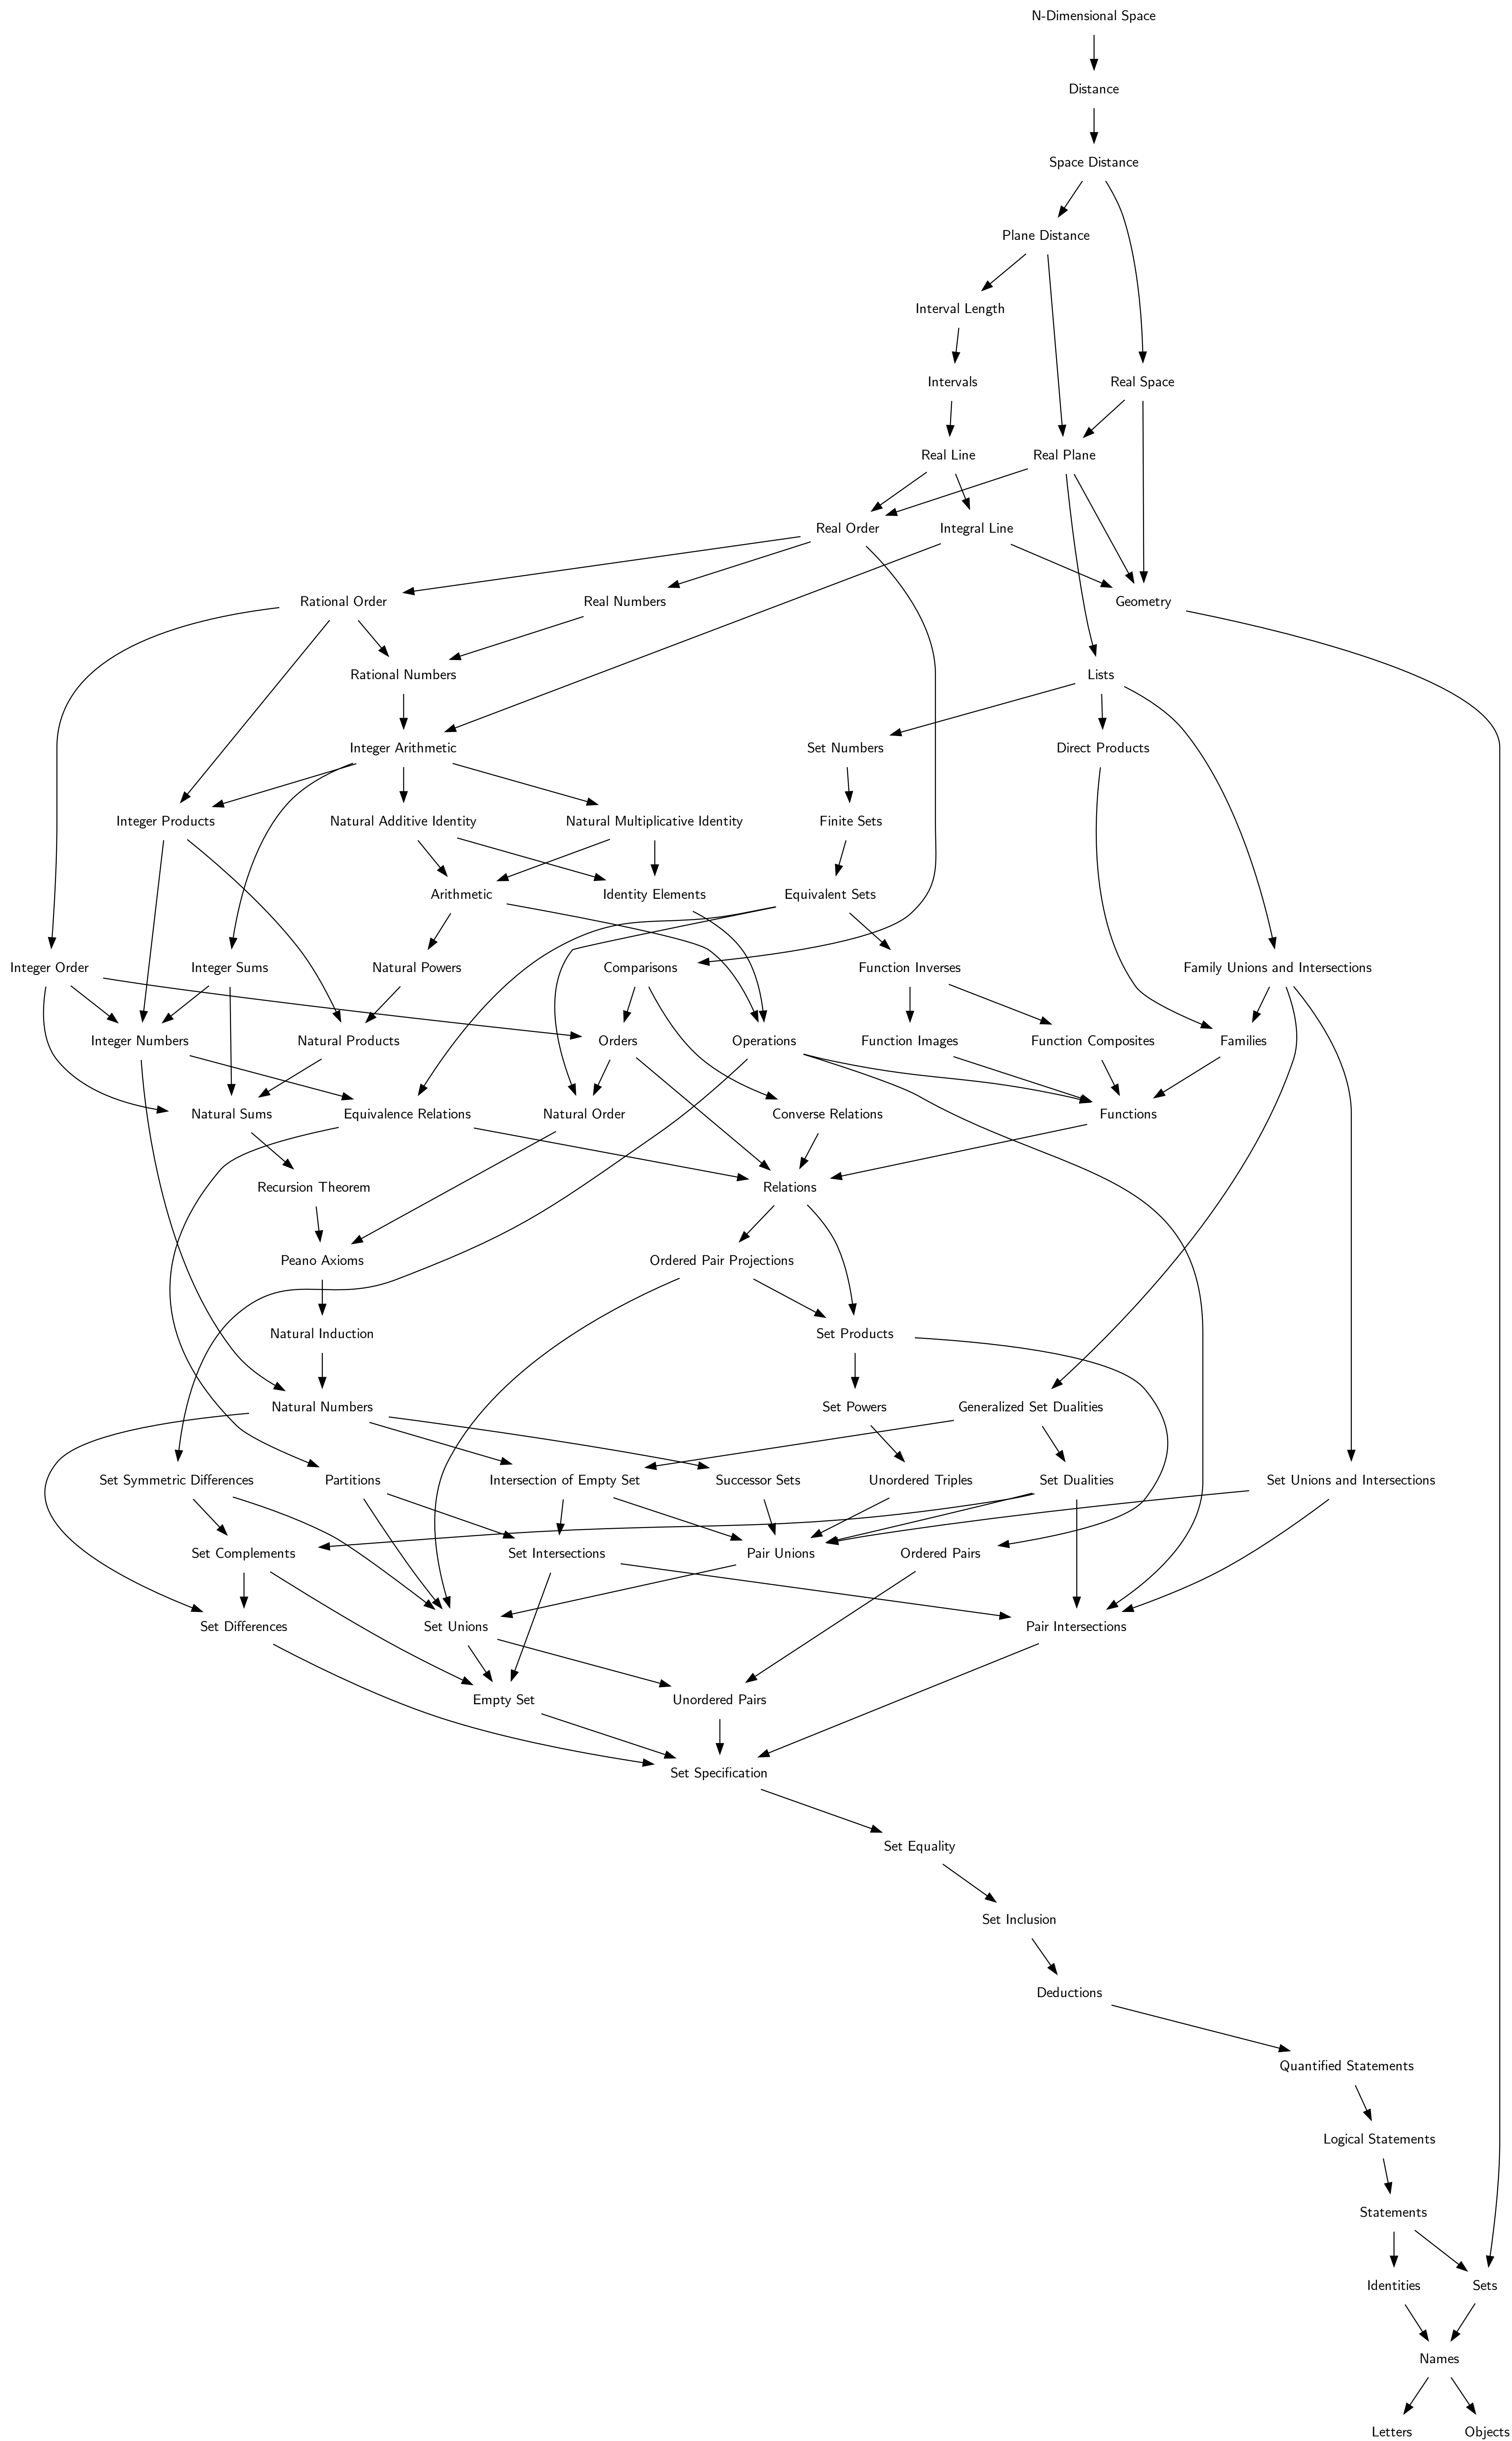 N-Dimensional Space
Distance
Space Distance
Plane Distance
Interval Length
Intervals
Real Space
Real Line
Real Plane
Real Order
Integral Line
Rational Order
Real Numbers
Geometry
Rational Numbers
Lists
Integer Arithmetic
Set Numbers
Direct Products
Integer Products
Natural Additive Identity
Natural Multiplicative Identity
Finite Sets
Arithmetic
Identity Elements
Equivalent Sets
Integer Order
Integer Sums
Natural Powers
Comparisons
Function Inverses
Family Unions and Intersections
Integer Numbers
Natural Products
Orders
Operations
Function Images
Function Composites
Families
Natural Sums
Equivalence Relations
Natural Order
Converse Relations
Functions
Recursion Theorem
Relations
Peano Axioms
Ordered Pair Projections
Natural Induction
Set Products
Natural Numbers
Set Powers
Generalized Set Dualities
Set Symmetric Differences
Partitions
Intersection of Empty Set
Successor Sets
Unordered Triples
Set Dualities
Set Unions and Intersections
Set Complements
Set Intersections
Pair Unions
Ordered Pairs
Set Differences
Set Unions
Pair Intersections
Empty Set
Unordered Pairs
Set Specification
Set Equality
Set Inclusion
Deductions
Quantified Statements
Logical Statements
Statements
Identities
Sets
Names
Letters
Objects